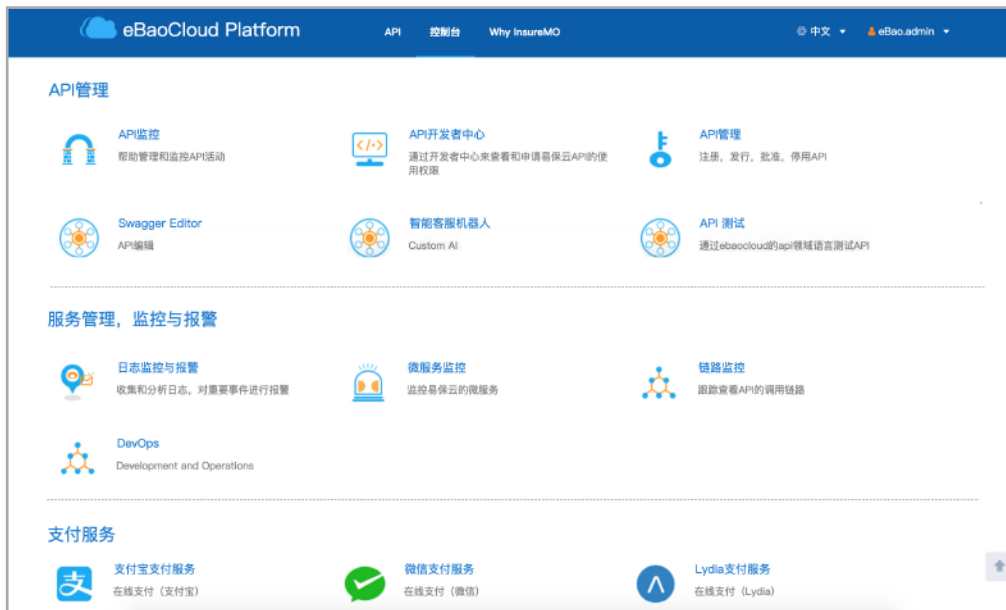 eBaoCloud Platform
API 控制台 Why InsureMO
中文 eBao.admin
API管理
API监控
帮助管理和监控API活动
API开发者中心
通过开发者中心来查看和申请易保云API的使
用权限
API管理
注册，发行，批准，停用API
Swagger Editor
API编辑
智能客服机器人
Custom AI
API 测试
通过ebaocloud的api领域语言测试API
服务管理，监控与报警
日志监控与报警
收集和分析日志，对重要事件进行报警
微服务监控
监控易保云的微服务
链路监控
跟踪查看API的调用链路
DevOps
Development and Operations
支付服务
支
支付宝支付服务
在线支付（支付宝）
微信支付服务
在线支付（微信）
Lydia支付服务
在线支付（Lydia）